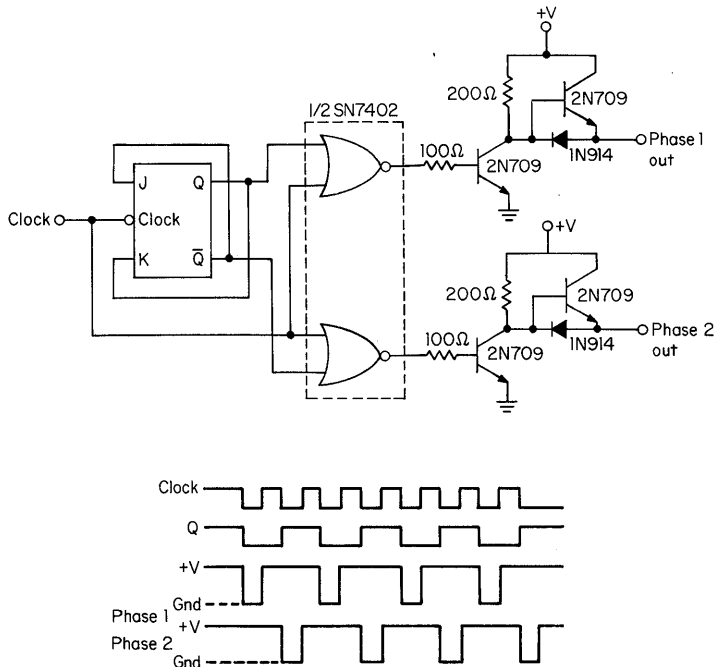 +V
200Ω
2N709
1/2 SN7402
100Ω
2N709
1N914
Phase 1
out
J
Q
Clock
Clock
K
Q̅
+V
200Ω
2N709
100Ω
2N709
1N914
Phase 2
out
Clock
Q
+V
Gnd
Phase 1
Phase 2
+V
Gnd